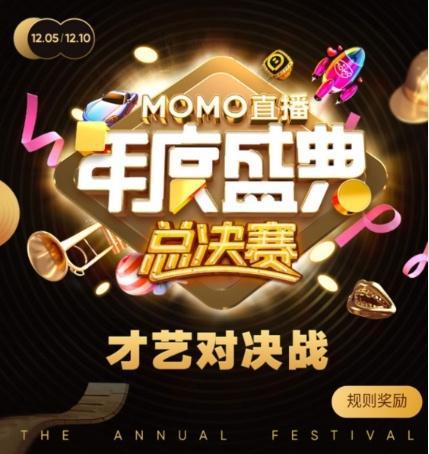 12.05/12.10
MOMO直播
年度盛典
总决赛
才艺对决战
规则奖励
THE ANNUAL FESTIVAL